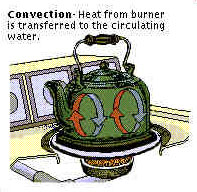 Convection- Heat from burner
is transferred to the circulating
water.